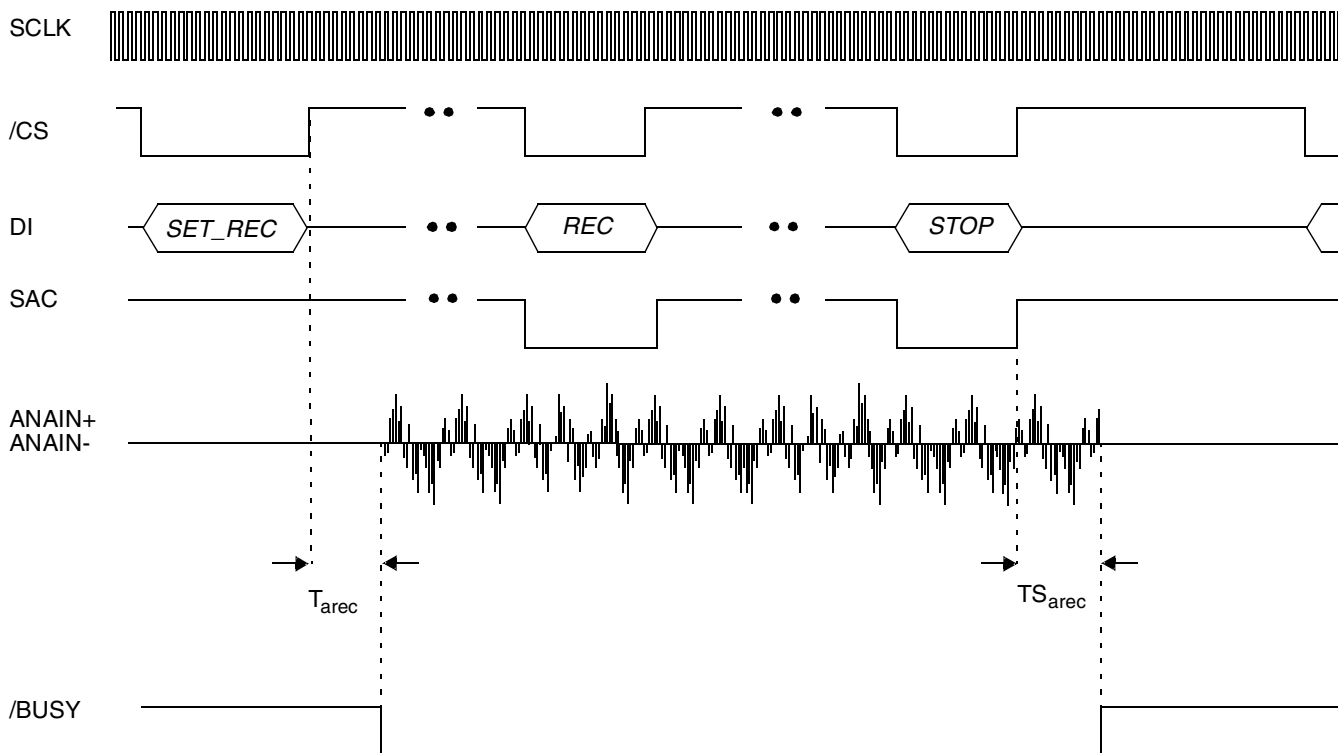 SCLK
/CS
DI SET_REC REC STOP
SAC
ANAIN+
ANAIN-
Tarec TSarec
/BUSY